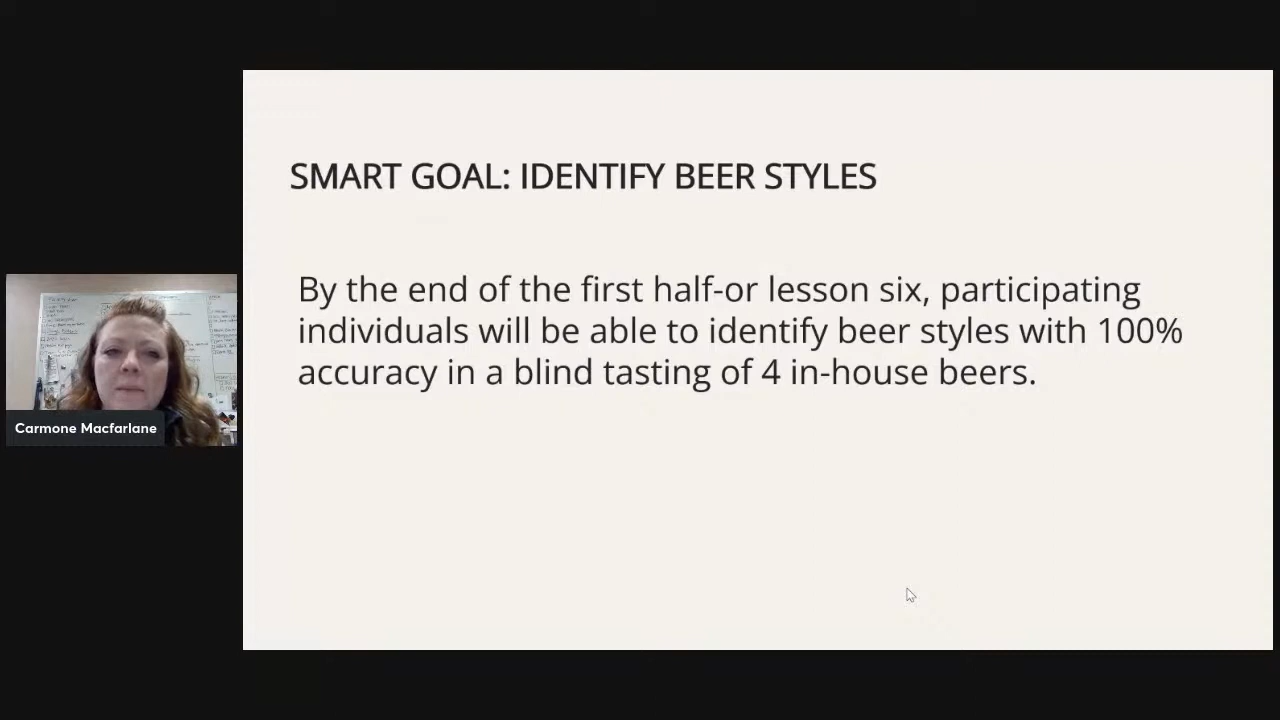 SMART GOAL: IDENTIFY BEER STYLES
By the end of the first half-or lesson six, participating
individuals will be able to identify beer styles with 100%
accuracy in a blind tasting of 4 in-house beers.
Carmone Macfarlane